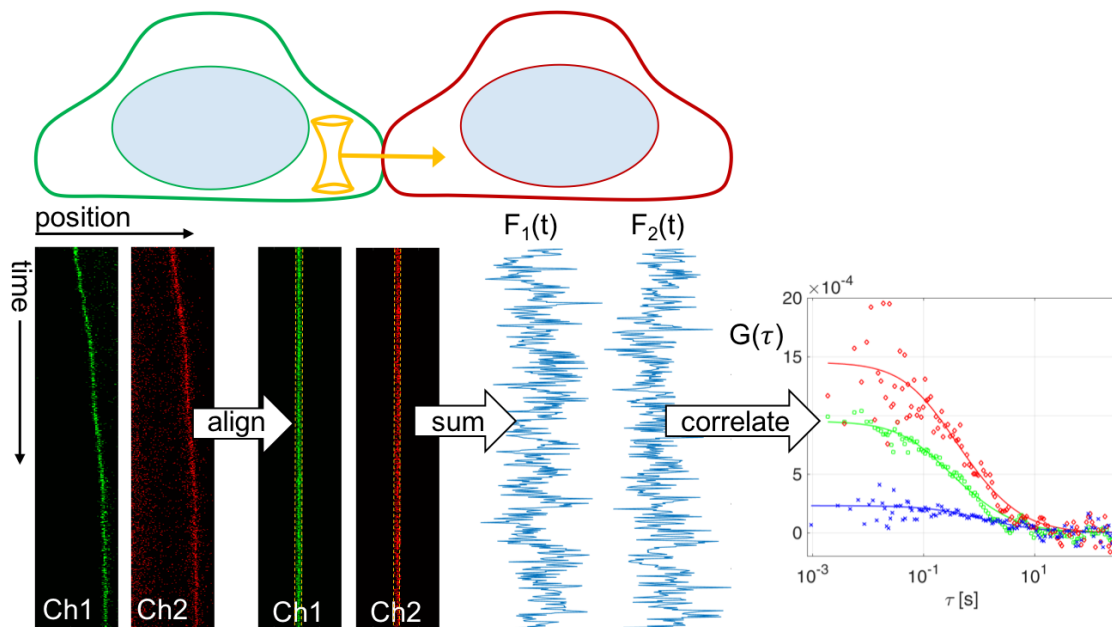 position
time
Ch1
Ch2
align
Ch1
Ch2
sum
F₁(t)
F₂(t)
correlate
×10⁻⁴
20
G(τ)
15
10
5
0
10⁻³
10⁻¹
10¹
τ [s]